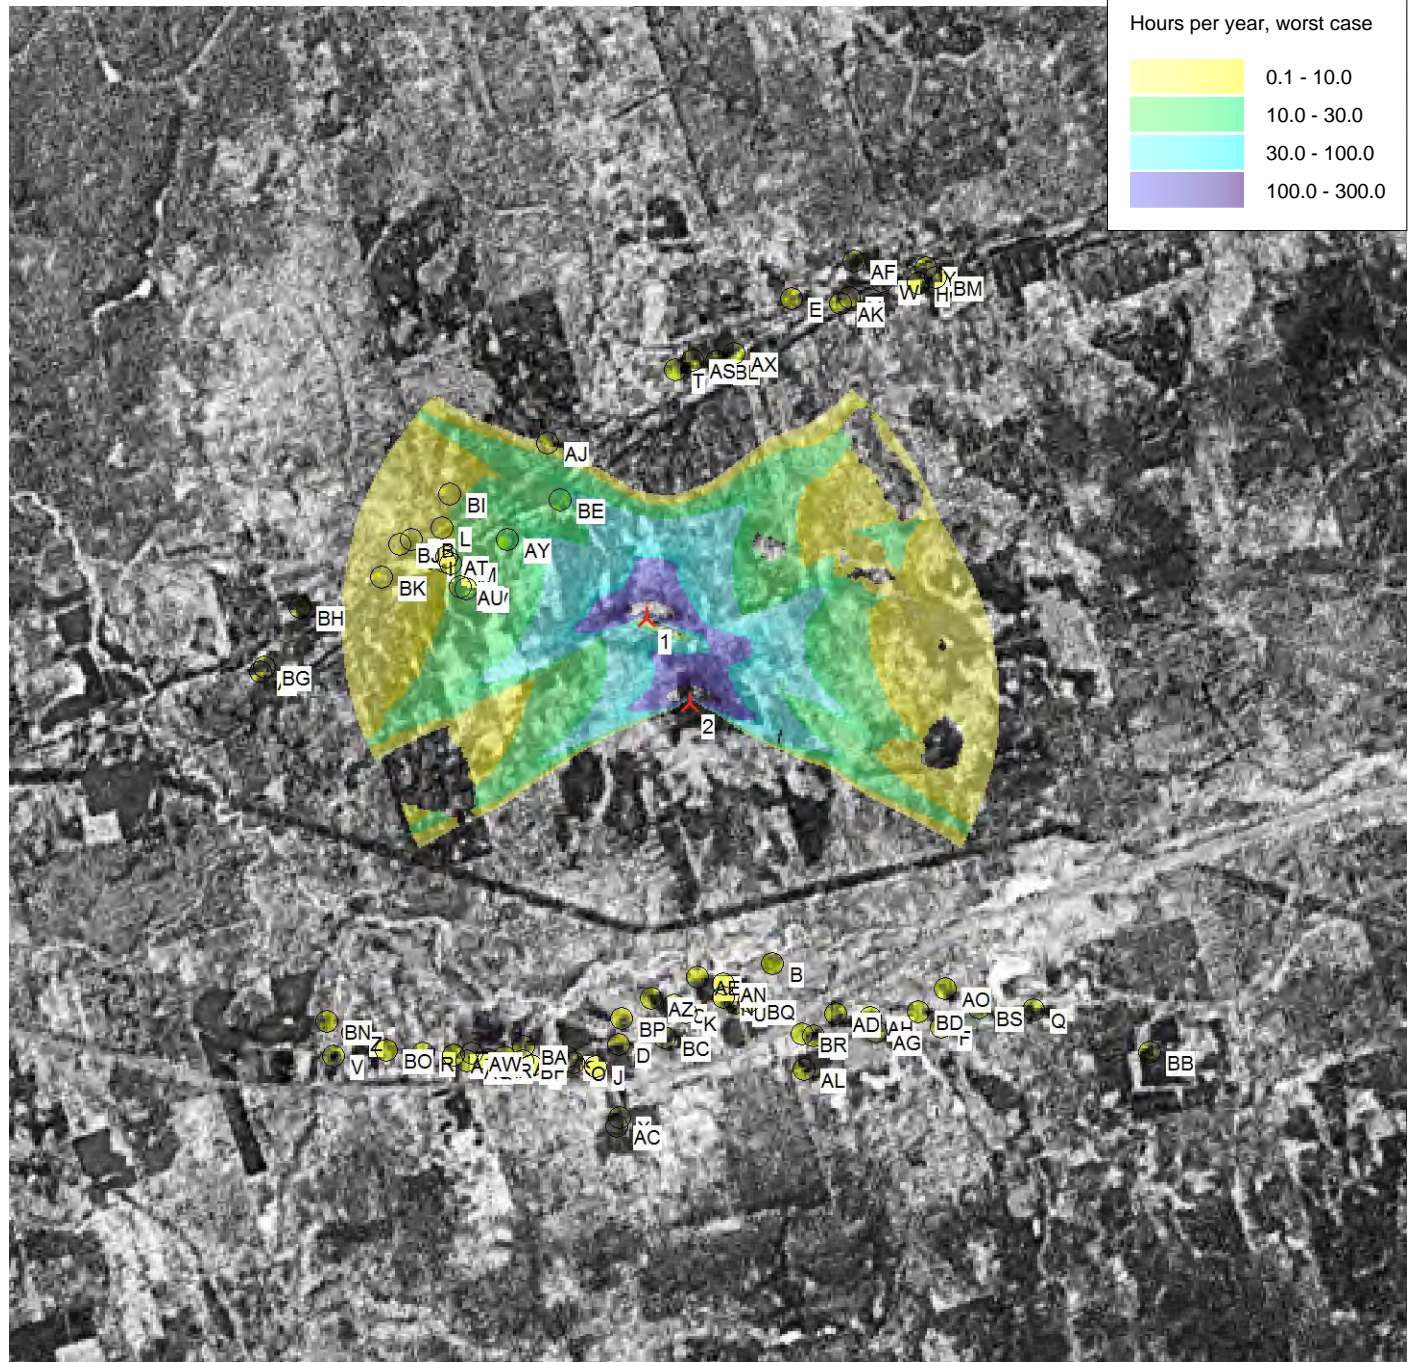 Hours per year, worst case
0.1 - 10.0
10.0 - 30.0
30.0 - 100.0
100.0 - 300.0
AF
W
H
BM
E
AK
AX
AS
T
AJ
BI
BE
L
AY
BJ
AT
BK
AU
BH
BG
1
2
B
AN
BQ
AO
BS
Q
AZ
K
BP
BD
AD
F
AG
BR
BC
D
BN
Z
V
BO
R
AW
BA
J
AL
BB
AC